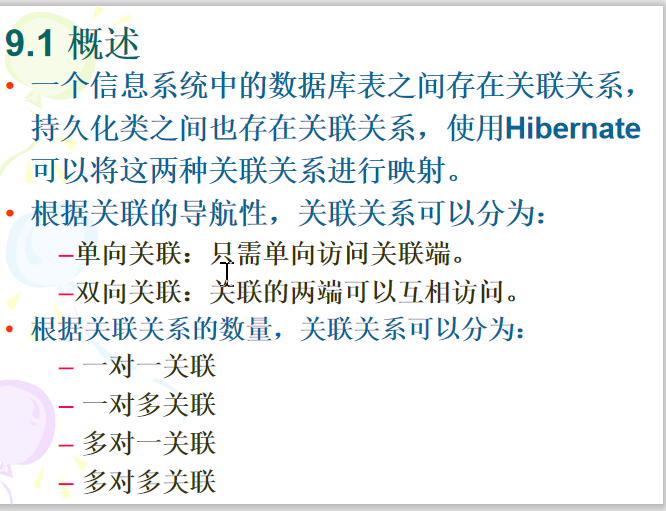 9.1 概述
• 一个信息系统中的数据库表之间存在关联关系，
持久化类之间也存在关联关系，使用Hibernate
可以将这两种关联关系进行映射。
• 根据关联的导航性，关联关系可以分为：
–单向关联：只需单向访问关联端。
–双向关联：关联的两端可以互相访问。
• 根据关联关系的数量，关联关系可以分为：
– 一对一关联
– 一对多关联
– 多对一关联
– 多对多关联